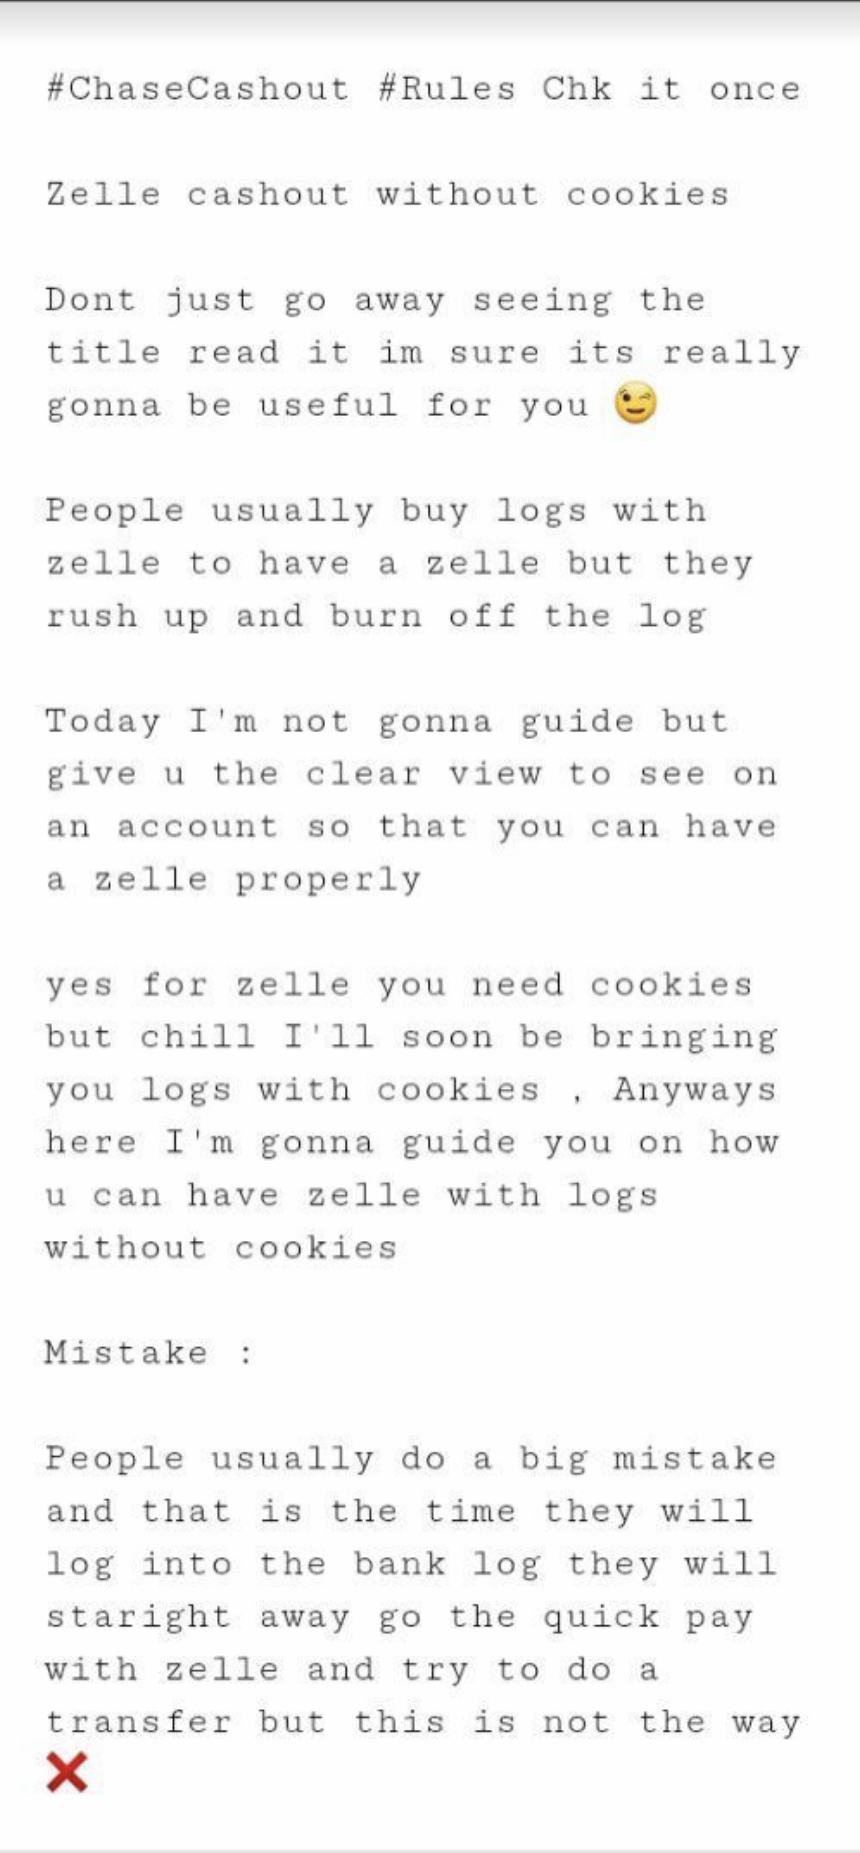 #ChaseCashout #Rules Chk it once
Zelle cashout without cookies
Dont just go away seeing the
title read it im sure its really
gonna be useful for you 😉
People usually buy logs with
zelle to have a zelle but they
rush up and burn off the log
Today I'm not gonna guide but
give u the clear view to see on
an account so that you can have
a zelle properly
yes for zelle you need cookies
but chill I'll soon be bringing
you logs with cookies , Anyways
here I'm gonna guide you on how
u can have zelle with logs
without cookies
Mistake :
People usually do a big mistake
and that is the time they will
log into the bank log they will
staright away go the quick pay
with zelle and try to do a
transfer but this is not the way
❌